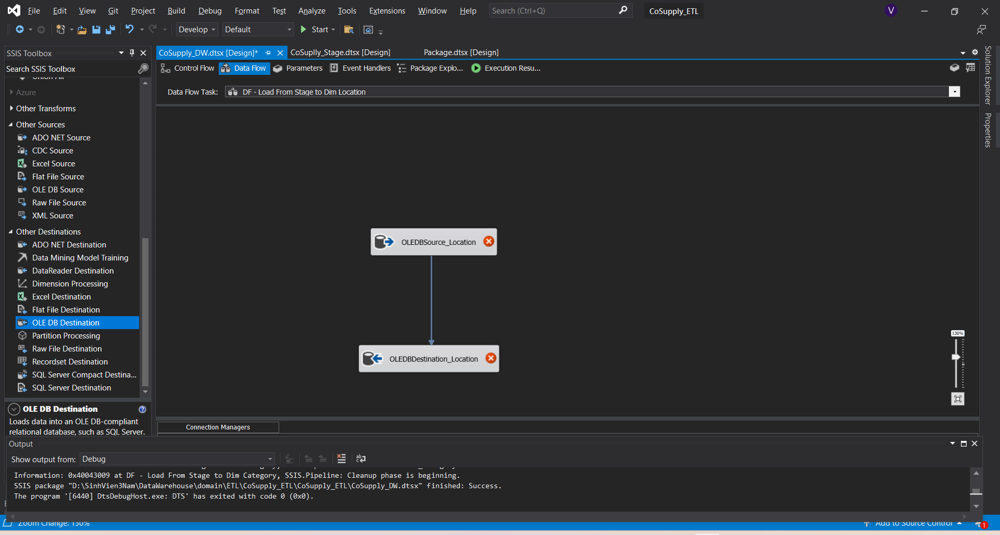 File Edit View Git Project Build Debug Format Test Analyze Tools Extensions Window Help Search (Ctrl+Q) CoSupply_ETL V
Develop Default Start
SSIS Toolbox
Search SSIS Toolbox
Union All
Azure
Other Transforms
Other Sources
ADO NET Source
CDC Source
Excel Source
Flat File Source
OLE DB Source
Raw File Source
XML Source
Other Destinations
ADO NET Destination
Data Mining Model Training
DataReader Destination
Dimension Processing
Excel Destination
Flat File Destination
OLE DB Destination
Partition Processing
Raw File Destination
Recordset Destination
SQL Server Compact Destina...
SQL Server Destination
OLE DB Destination
Loads data into an OLE DB-compliant
relational database, such as SQL Server.
CoSupply_DW.dtsx [Design]* CoSuplly_Stage.dtsx [Design] Package.dtsx [Design]
Control Flow Data Flow Parameters Event Handlers Package Explo... Execution Resu...
Data Flow Task: DF - Load From Stage to Dim Location
OLEDBSource_Location
OLEDBDestination_Location
130%
Connection Managers
Solution Explorer
Properties
Output
Show output from: Debug
Information: 0x40043009 at DF - Load From Stage to Dim Category, SSIS.Pipeline: Cleanup phase is beginning.
SSIS package "D:\SinhVien3Nam\DataWarehouse\domain\ETL\CoSupply_ETL\CoSupply_ETL\CoSupply_DW.dtsx" finished: Success.
The program '[6440] DtsDebugHost.exe: DTS' has exited with code 0 (0x0).
Zoom Change: 130% Add to Source Control 1